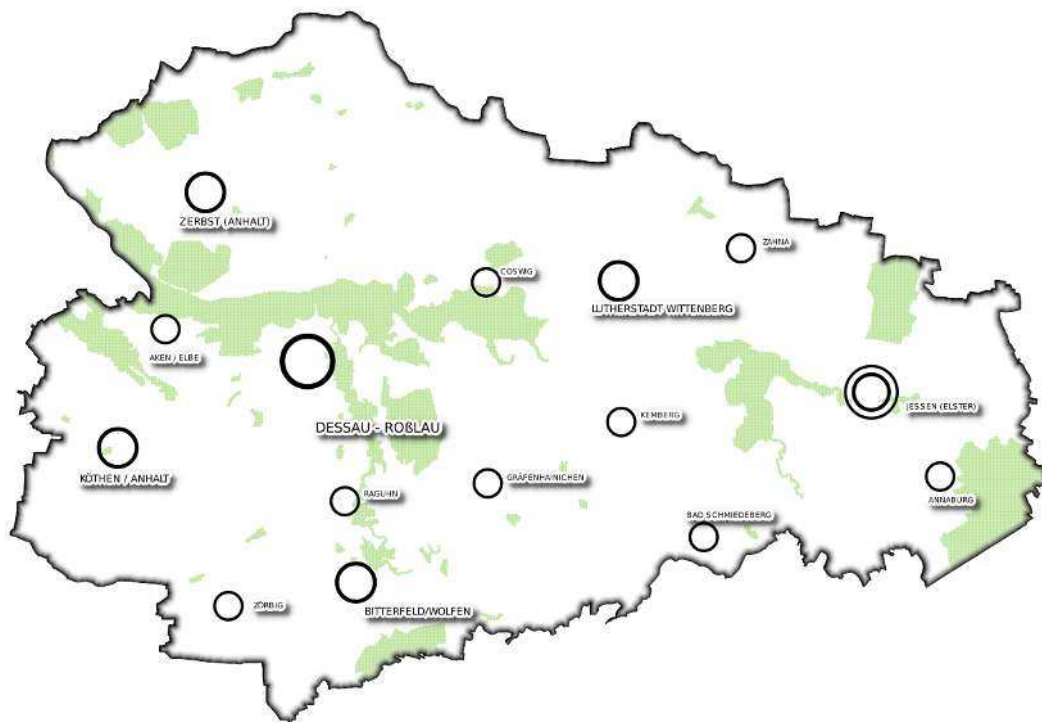 ZERBST (ANHALT)
ZAHNA
COSWIG
LUTHERSTADT WITTENBERG
AKEN / ELBE
JESSEN (ELSTER)
KEMBERG
DESSAU - ROßLAU
KÖTHEN / ANHALT
GRÄFENHAINICHEN
RAGUHN
ANNABURG
BAD SCHMIEDEBERG
ZÖRBIG
BITTERFELD/WOLFEN